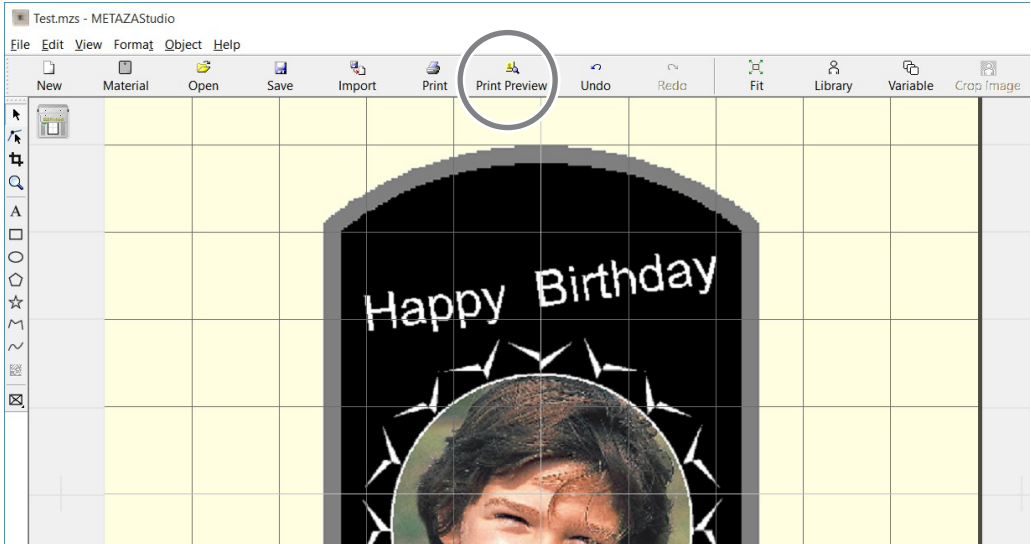 Test.mzs - METAZAStudio
File Edit View Format Object Help
New Material Open Save Import Print Print Preview Undo Redo Fit Library Variable Crop Image
A
Happy Birthday